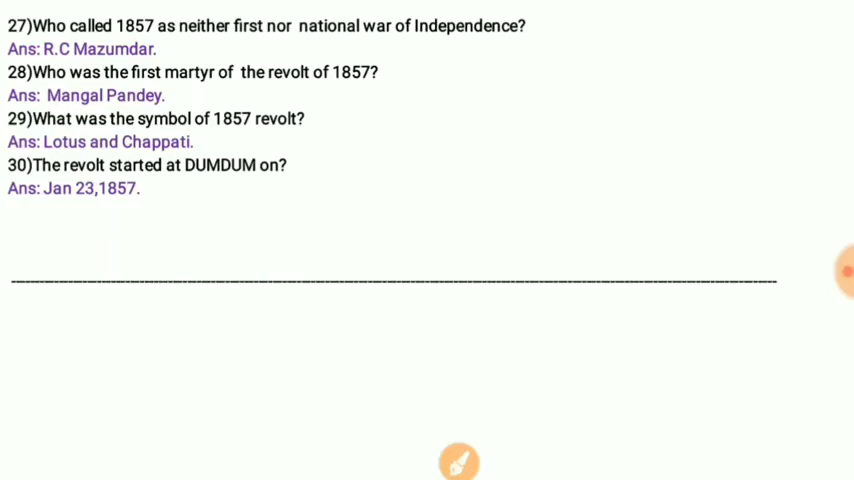 27)Who called 1857 as neither first nor national war of Independence?
Ans: R.C Mazumdar.
28)Who was the first martyr of the revolt of 1857?
Ans: Mangal Pandey.
29)What was the symbol of 1857 revolt?
Ans: Lotus and Chappati.
30)The revolt started at DUMDUM on?
Ans: Jan 23,1857.